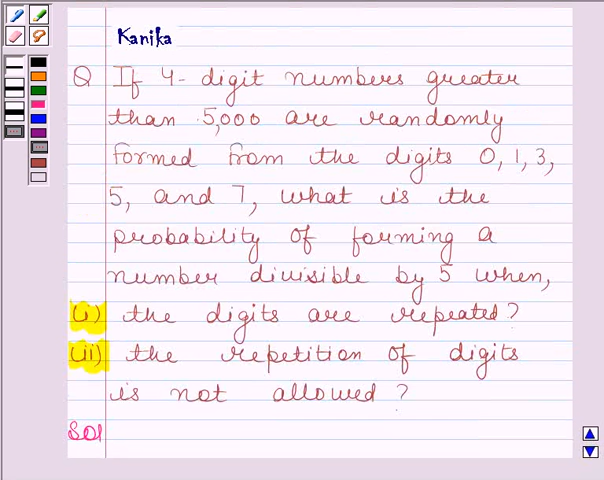 Kanika
Q If 4-digit numbers greater
than 5,000 are randomly
formed from the digits 0, 1, 3,
5, and 7, what is the
probability of forming a
number divisible by 5 when,
(i) the digits are repeated?
(ii) the repetition of digits
is not allowed?
Sol